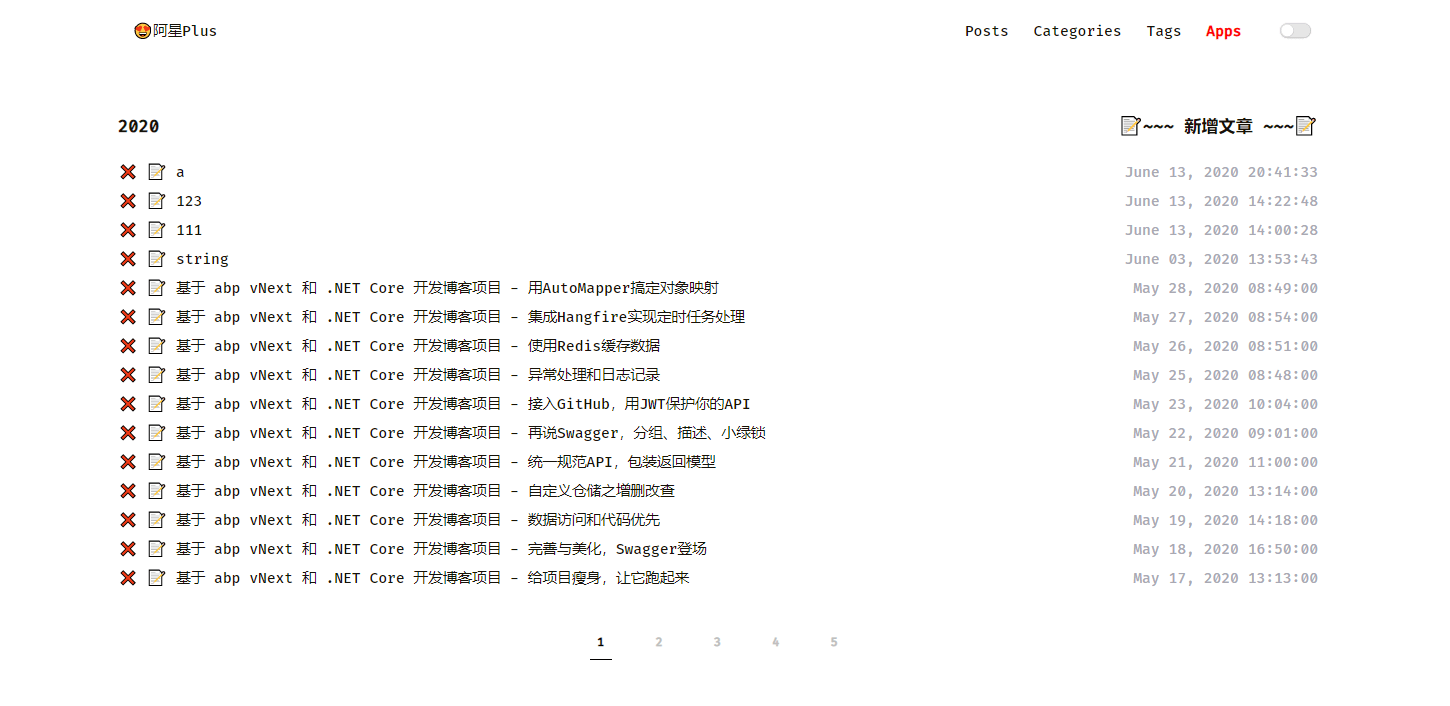 😍阿星Plus Posts Categories Tags Apps
2020 📝~~~ 新增文章 ~~~📝
❌ 📝 a June 13, 2020 20:41:33
❌ 📝 123 June 13, 2020 14:22:48
❌ 📝 111 June 13, 2020 14:00:28
❌ 📝 string June 03, 2020 13:53:43
❌ 📝 基于 abp vNext 和 .NET Core 开发博客项目 - 用AutoMapper搞定对象映射 May 28, 2020 08:49:00
❌ 📝 基于 abp vNext 和 .NET Core 开发博客项目 - 集成Hangfire实现定时任务处理 May 27, 2020 08:54:00
❌ 📝 基于 abp vNext 和 .NET Core 开发博客项目 - 使用Redis缓存数据 May 26, 2020 08:51:00
❌ 📝 基于 abp vNext 和 .NET Core 开发博客项目 - 异常处理和日志记录 May 25, 2020 08:48:00
❌ 📝 基于 abp vNext 和 .NET Core 开发博客项目 - 接入GitHub，用JWT保护你的API May 23, 2020 10:04:00
❌ 📝 基于 abp vNext 和 .NET Core 开发博客项目 - 再说Swagger，分组、描述、小绿锁 May 22, 2020 09:01:00
❌ 📝 基于 abp vNext 和 .NET Core 开发博客项目 - 统一规范API，包装返回模型 May 21, 2020 11:00:00
❌ 📝 基于 abp vNext 和 .NET Core 开发博客项目 - 自定义仓储之增删改查 May 20, 2020 13:14:00
❌ 📝 基于 abp vNext 和 .NET Core 开发博客项目 - 数据访问和代码优先 May 19, 2020 14:18:00
❌ 📝 基于 abp vNext 和 .NET Core 开发博客项目 - 完善与美化，Swagger登场 May 18, 2020 16:50:00
❌ 📝 基于 abp vNext 和 .NET Core 开发博客项目 - 给项目瘦身，让它跑起来 May 17, 2020 13:13:00
1 2 3 4 5